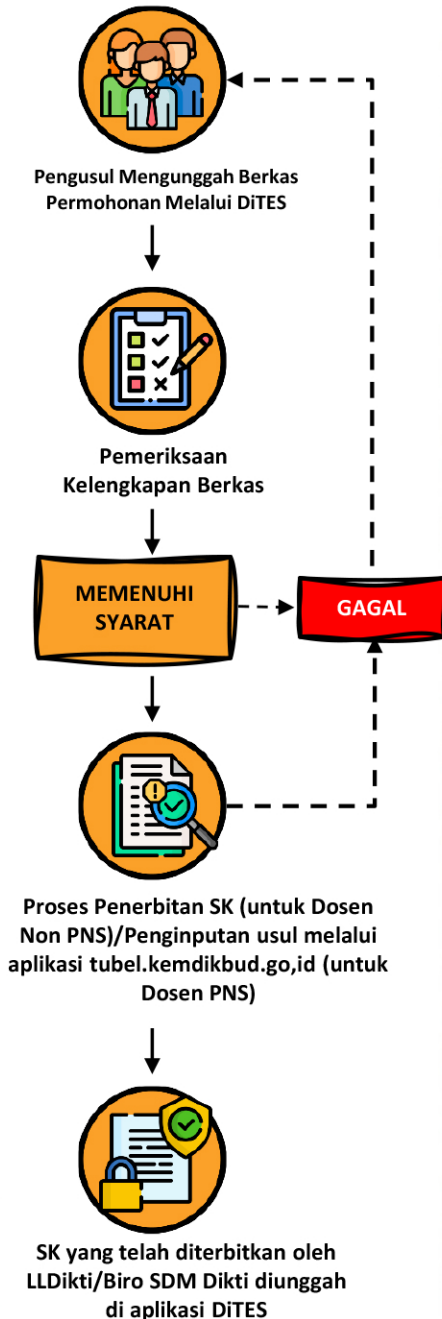 Pengusul Mengunggah Berkas
Permohonan Melalui DiTES
Pemeriksaan
Kelengkapan Berkas
MEMENUHI
SYARAT
GAGAL
Proses Penerbitan SK (untuk Dosen
Non PNS)/Penginputan usul melalui
aplikasi tubel.kemdikbud.go,id (untuk
Dosen PNS)
SK yang telah diterbitkan oleh
LLDikti/Biro SDM Dikti diunggah
di aplikasi DiTES